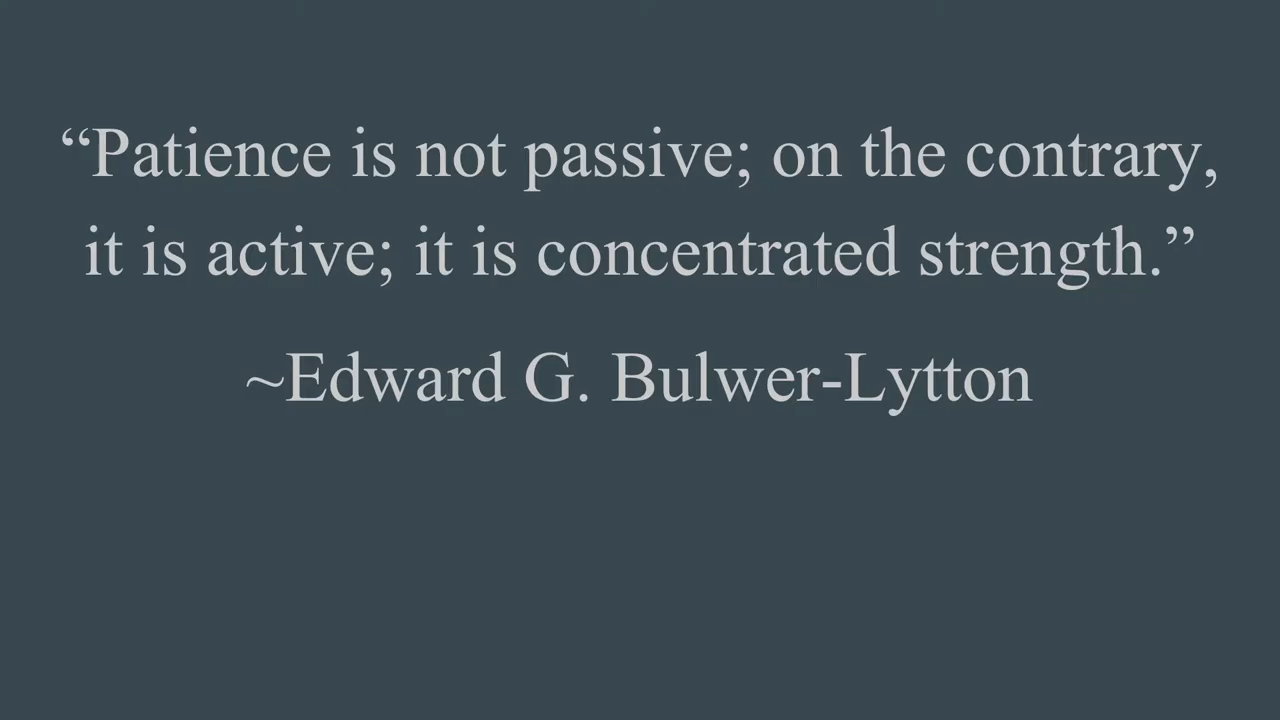 “Patience is not passive; on the contrary,
it is active; it is concentrated strength.”
~Edward G. Bulwer-Lytton